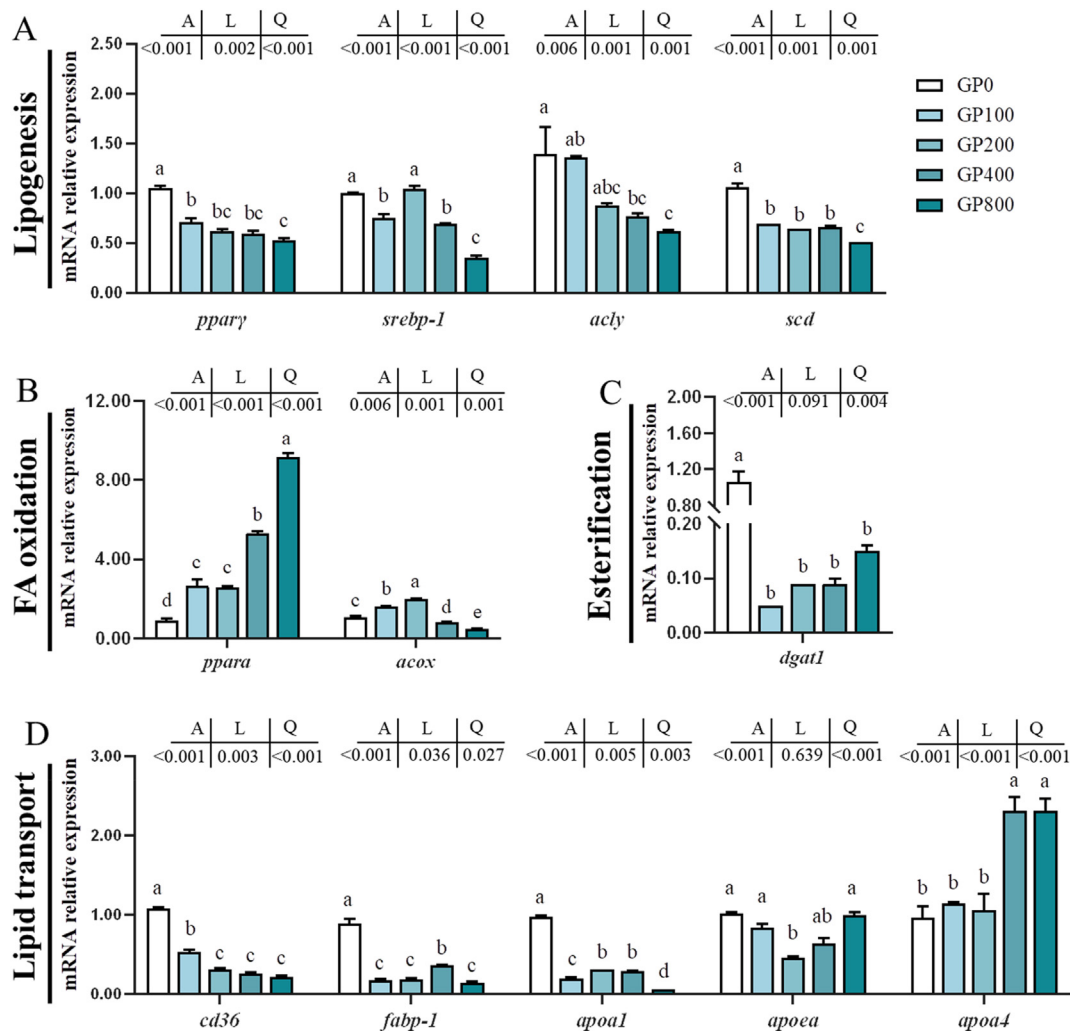 A
A L Q
<0.001 0.002 <0.001
A L Q
<0.001 <0.001 <0.001
A L Q
0.006 0.001 0.001
A L Q
<0.001 0.001 0.001
Lipogenesis
mRNA relative expression
2.50
2.00
1.50
1.00
0.50
0.00
a b bc bc c
a b a b c
a ab abc bc c
a b b b c
pparγ srebp-1 acly scd
GP0
GP100
GP200
GP400
GP800
B
A L Q
<0.001 <0.001 <0.001
A L Q
0.006 0.001 0.001
FA oxidation
mRNA relative expression
12.00
8.00
4.00
0.00
d c c b a
c b a d e
ppara acox
C
A L Q
<0.001 0.091 0.004
Esterification
mRNA relative expression
2.00
1.60
1.20
0.80
0.20
0.10
0.00
a b b b b
dgat1
D
A L Q
<0.001 0.003 <0.001
A L Q
<0.001 0.036 0.027
A L Q
<0.001 0.005 0.003
A L Q
<0.001 0.639 <0.001
A L Q
<0.001 <0.001 <0.001
Lipid transport
mRNA relative expression
3.00
2.00
1.00
0.00
a b c c c
a c c b c
a c b b d
a a b ab a
b b b a a
cd36 fabp-1 apoa1 apoea apoa4